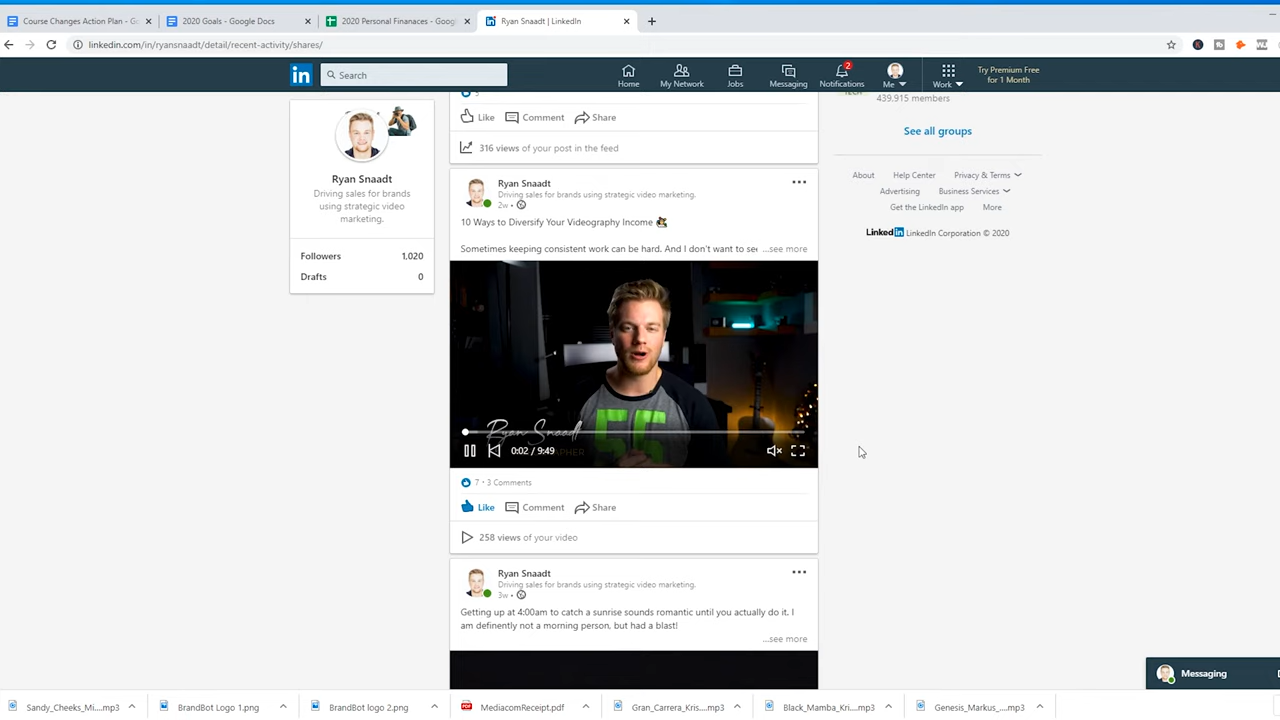 Course Changes Action Plan - Go
2020 Goals - Google Docs
2020 Personal Finanaces - Goog
Ryan Snaadt | LinkedIn
linkedin.com/in/ryansnaadt/detail/recent-activity/shares/
in
Search
Home
My Network
Jobs
Messaging
2
Notifications
Me
Work
Try Premium Free
for 1 Month
439,915 members
See all groups
About
Help Center
Privacy & Terms
Advertising
Business Services
Get the LinkedIn app
More
Linked in LinkedIn Corporation © 2020
Ryan Snaadt
Driving sales for brands
using strategic video
marketing.
Followers 1,020
Drafts 0
Like Comment Share
316 views of your post in the feed
Ryan Snaadt
Driving sales for brands using strategic video marketing.
2w •
10 Ways to Diversify Your Videography Income
Sometimes keeping consistent work can be hard. And I don't want to see ...see more
Ryan Snaadt
0:02 / 9:49
7 • 3 Comments
Like Comment Share
258 views of your video
Ryan Snaadt
Driving sales for brands using strategic video marketing.
3w •
Getting up at 4:00am to catch a sunrise sounds romantic until you actually do it. I
am definently not a morning person, but had a blast!
...see more
Messaging
Sandy_Cheeks_Mi....mp3
BrandBot Logo 1.png
BrandBot logo 2.png
MediacomReceipt.pdf
Gran_Carrera_Kris....mp3
Black_Mamba_Kri....mp3
Genesis_Markus_....mp3